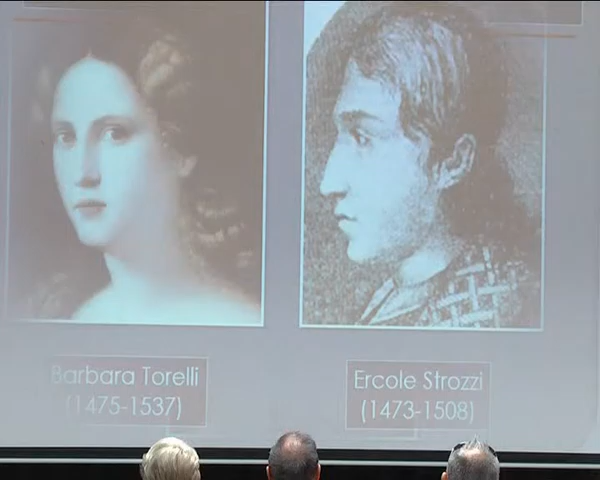 Barbara Torelli
(1475-1537)
Ercole Strozzi
(1473-1508)